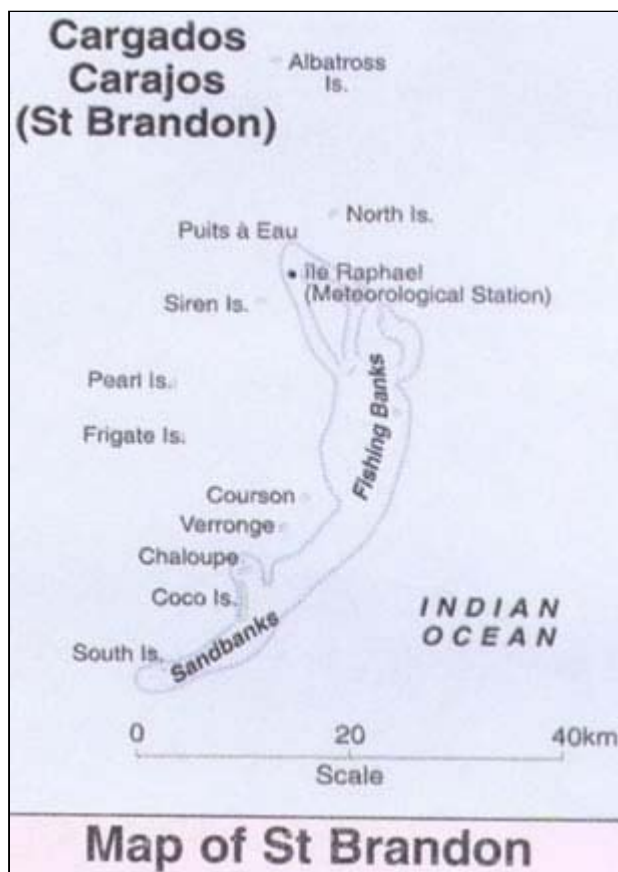 Cargados
Carajos
(St Brandon)
Albatross
Is.
North Is.
Puits à Eau
île Raphael
(Meteorological Station)
Siren Is.
Pearl Is.
Frigate Is.
Fishing Banks
Courson
Verronge
Chaloupe
Coco Is.
INDIAN
OCEAN
South Is.
Sandbanks
0 20 40km
Scale
Map of St Brandon